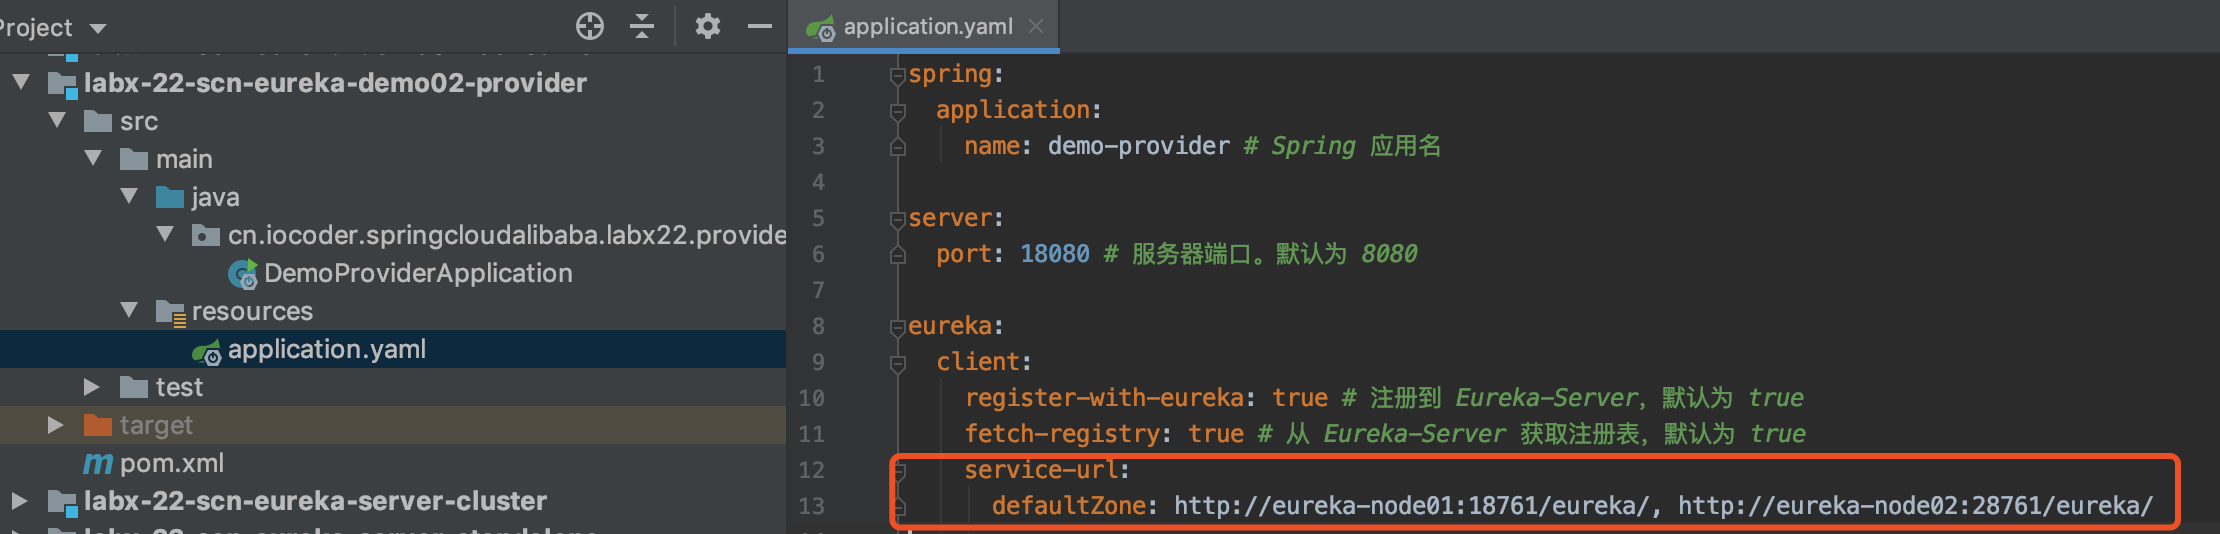 Project
labx-22-scn-eureka-demo02-provider
src
main
java
cn.iocoder.springcloudalibaba.labx22.provide
DemoProviderApplication
resources
application.yaml
test
target
pom.xml
labx-22-scn-eureka-server-cluster
application.yaml
1 spring:
2 application:
3 name: demo-provider # Spring 应用名
4
5 server:
6 port: 18080 # 服务器端口。默认为 8080
7
8 eureka:
9 client:
10 register-with-eureka: true # 注册到 Eureka-Server，默认为 true
11 fetch-registry: true # 从 Eureka-Server 获取注册表，默认为 true
12 service-url:
13 defaultZone: http://eureka-node01:18761/eureka/, http://eureka-node02:28761/eureka/